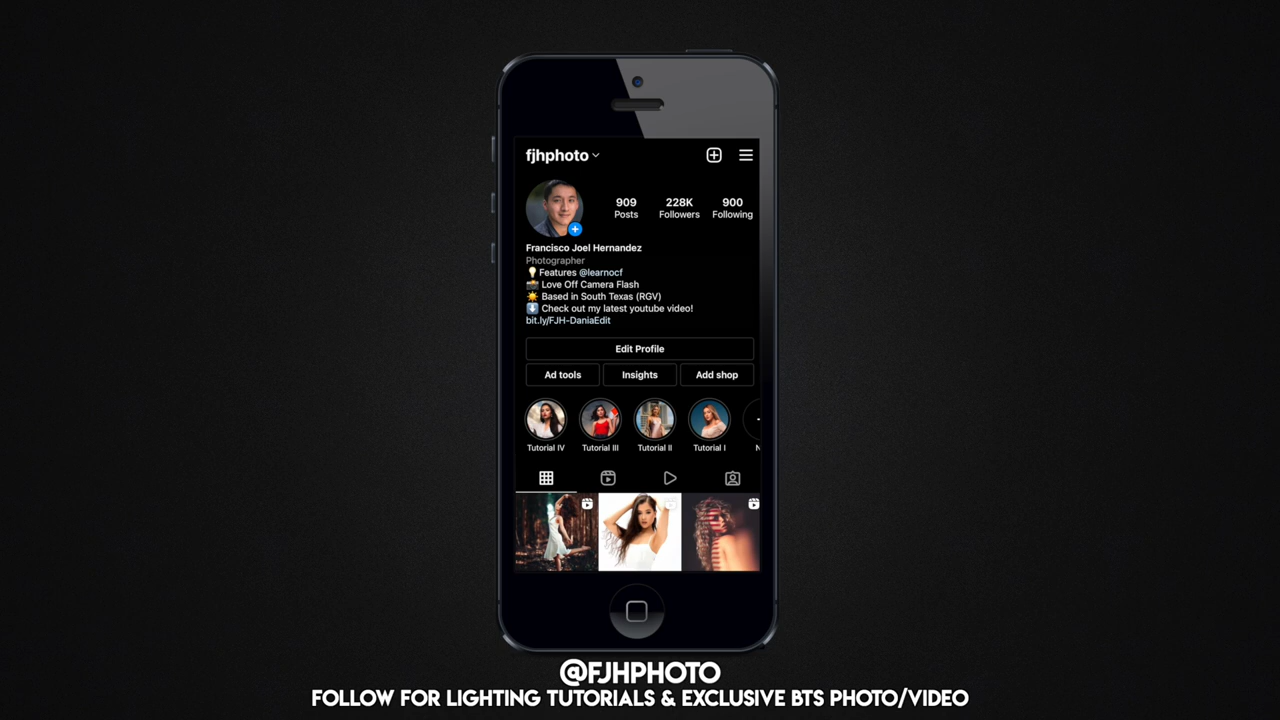 fjhphoto
909 228K 900
Posts Followers Following
Francisco Joel Hernandez
Photographer
Features @learnocf
Love Off Camera Flash
Based in South Texas (RGV)
Check out my latest youtube video!
bit.ly/FJH-DaniaEdit
Edit Profile
Ad tools Insights Add shop
Tutorial IV Tutorial III Tutorial II Tutorial I N
@FJHPHOTO
FOLLOW FOR LIGHTING TUTORIALS & EXCLUSIVE BTS PHOTO/VIDEO